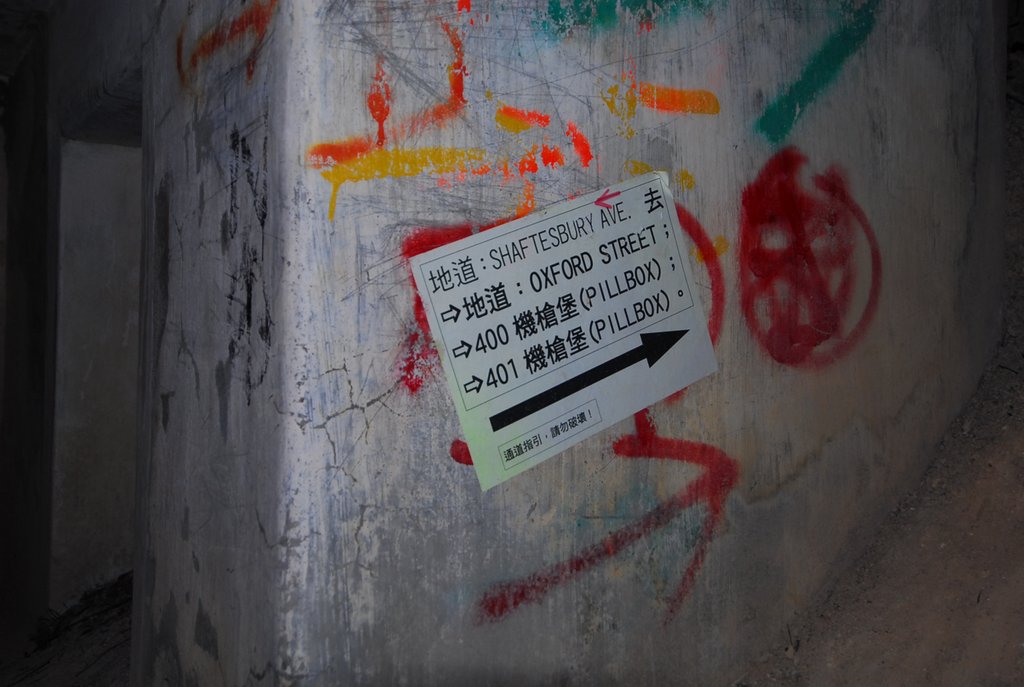 地道：SHAFTESBURY AVE. 去
⇨地道：OXFORD STREET；
⇨400 機槍堡(PILLBOX)；
⇨401 機槍堡(PILLBOX)。
通道指引，請勿破壞！